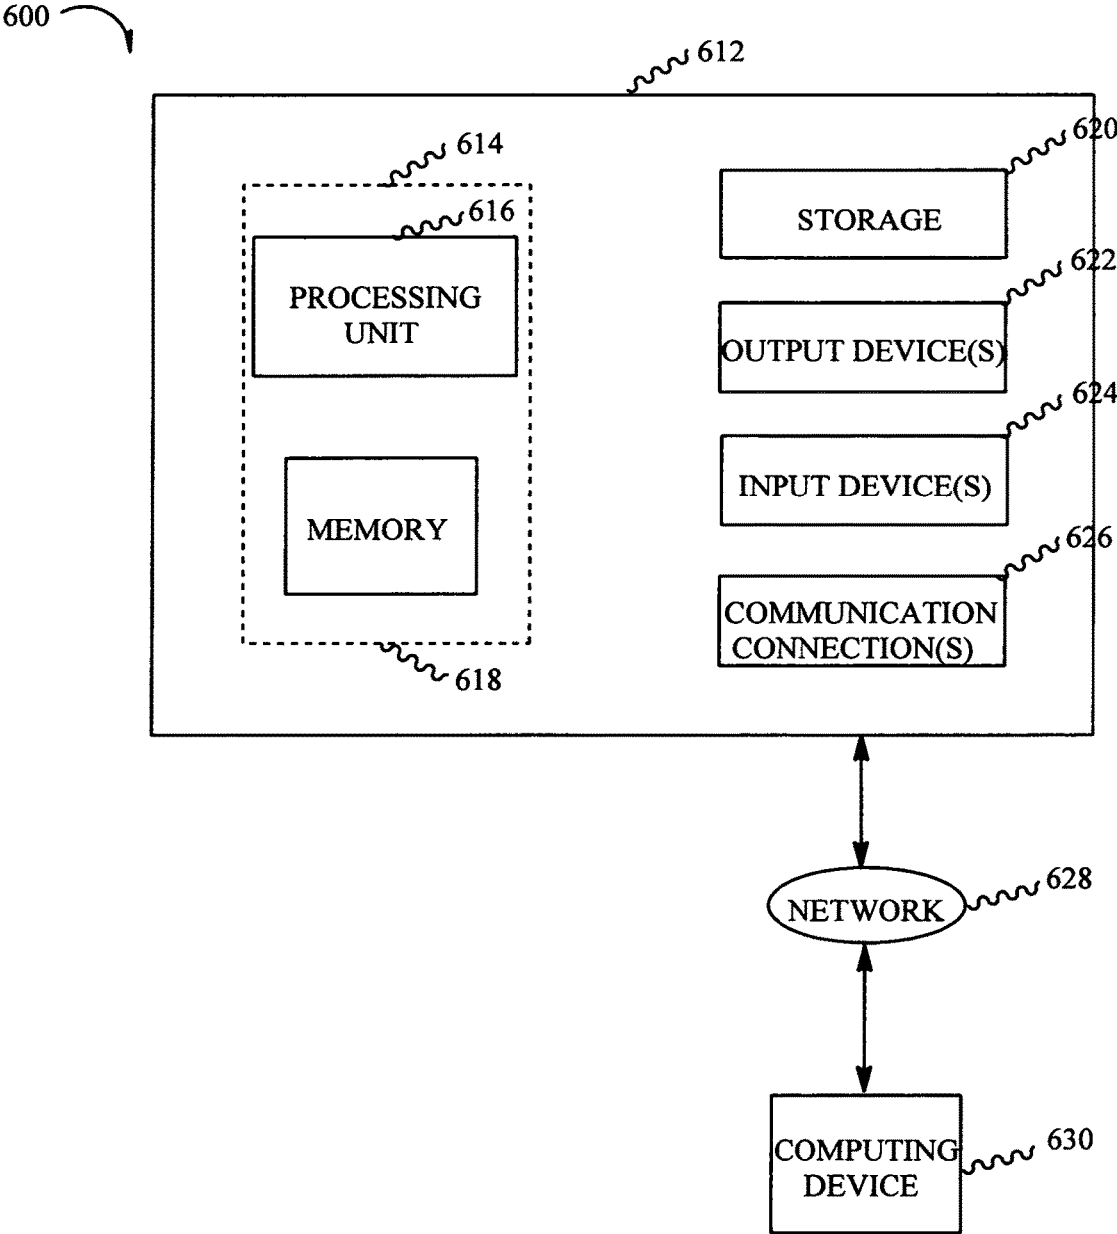 600
612
614
616
PROCESSING
UNIT
MEMORY
618
620
STORAGE
622
OUTPUT DEVICE(S)
624
INPUT DEVICE(S)
626
COMMUNICATION
CONNECTION(S)
NETWORK
628
COMPUTING
DEVICE
630